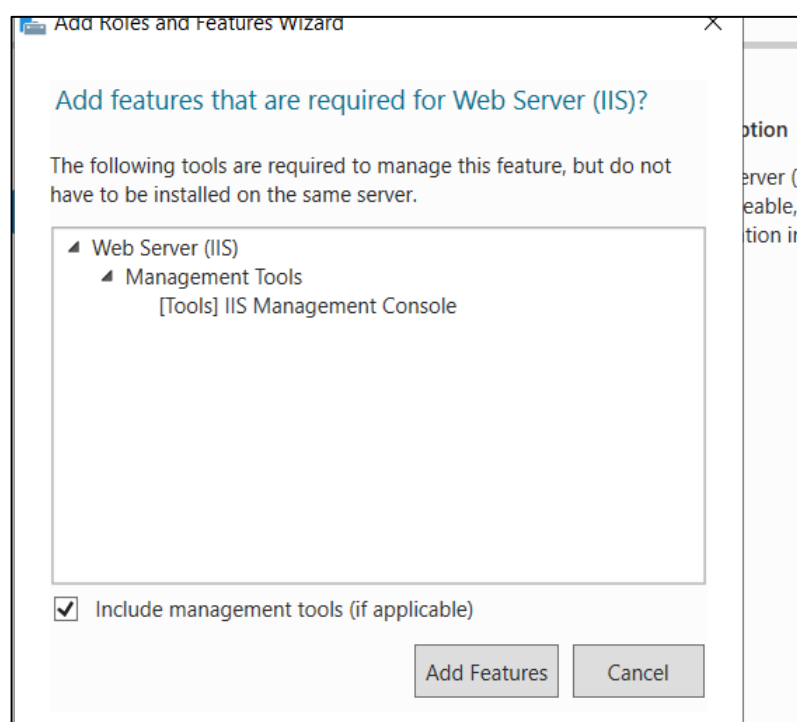 Add Roles and Features Wizard
Add features that are required for Web Server (IIS)?
The following tools are required to manage this feature, but do not
have to be installed on the same server.
Web Server (IIS)
Management Tools
[Tools] IIS Management Console
Include management tools (if applicable)
Add Features
Cancel